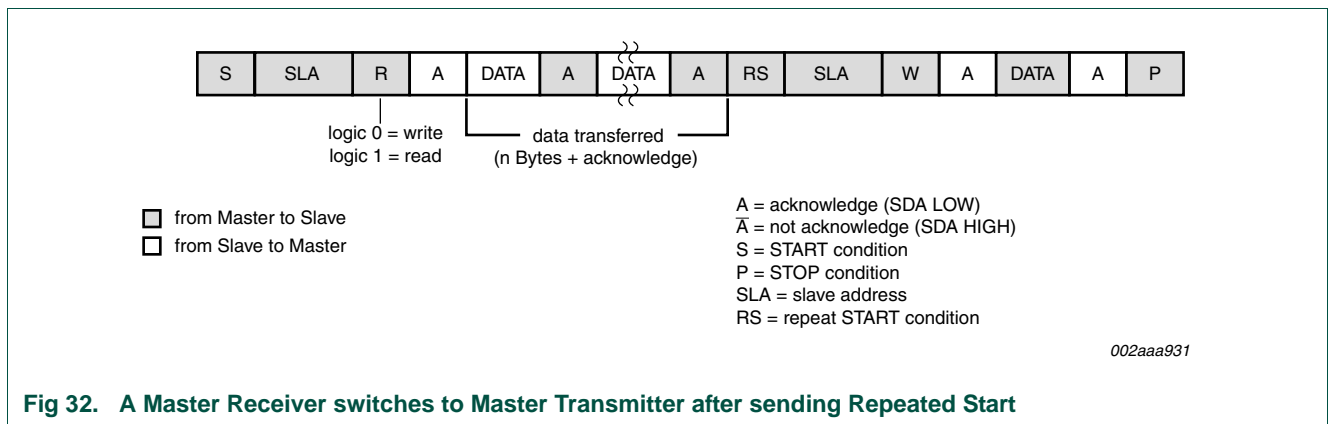 S SLA R A DATA A DATA A RS SLA W A DATA A P
logic 0 = write
logic 1 = read
data transferred
(n Bytes + acknowledge)
from Master to Slave
from Slave to Master
A = acknowledge (SDA LOW)
A̅ = not acknowledge (SDA HIGH)
S = START condition
P = STOP condition
SLA = slave address
RS = repeat START condition
002aaa931
Fig 32. A Master Receiver switches to Master Transmitter after sending Repeated Start